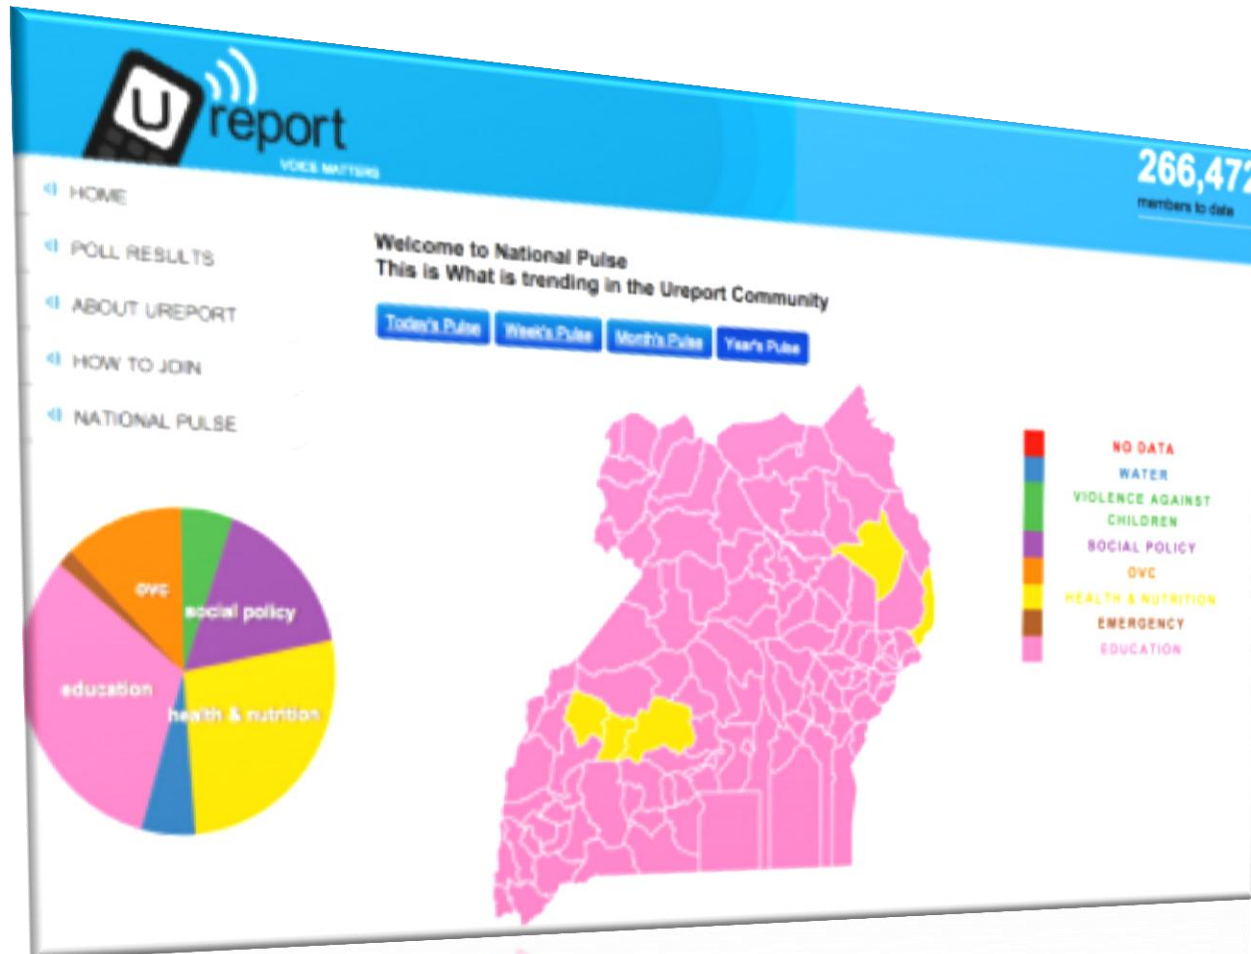 U report
VOICE MATTERS
266,472
members to date
HOME
POLL RESULTS
ABOUT UREPORT
HOW TO JOIN
NATIONAL PULSE
Welcome to National Pulse
This is What is trending in the Ureport Community
Today's Pulse Week's Pulse Month's Pulse Year's Pulse
ovc
social policy
education
health & nutrition
NO DATA
WATER
VIOLENCE AGAINST
CHILDREN
SOCIAL POLICY
OVC
HEALTH & NUTRITION
EMERGENCY
EDUCATION